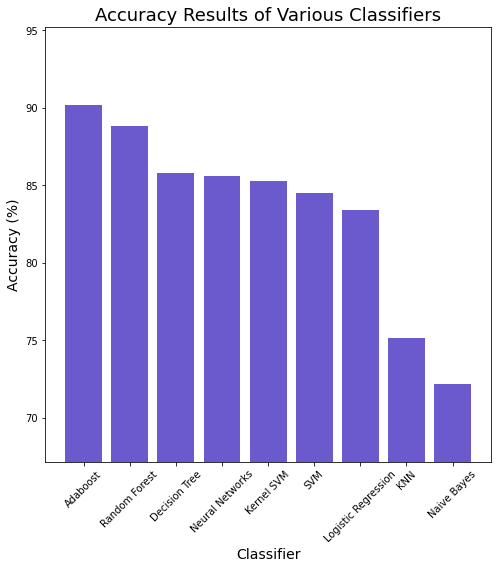 Accuracy Results of Various Classifiers
95
90
85
80
75
70
Accuracy (%)
Adaboost
Random Forest
Decision Tree
Neural Networks
Kernel SVM
SVM
Logistic Regression
KNN
Naive Bayes
Classifier